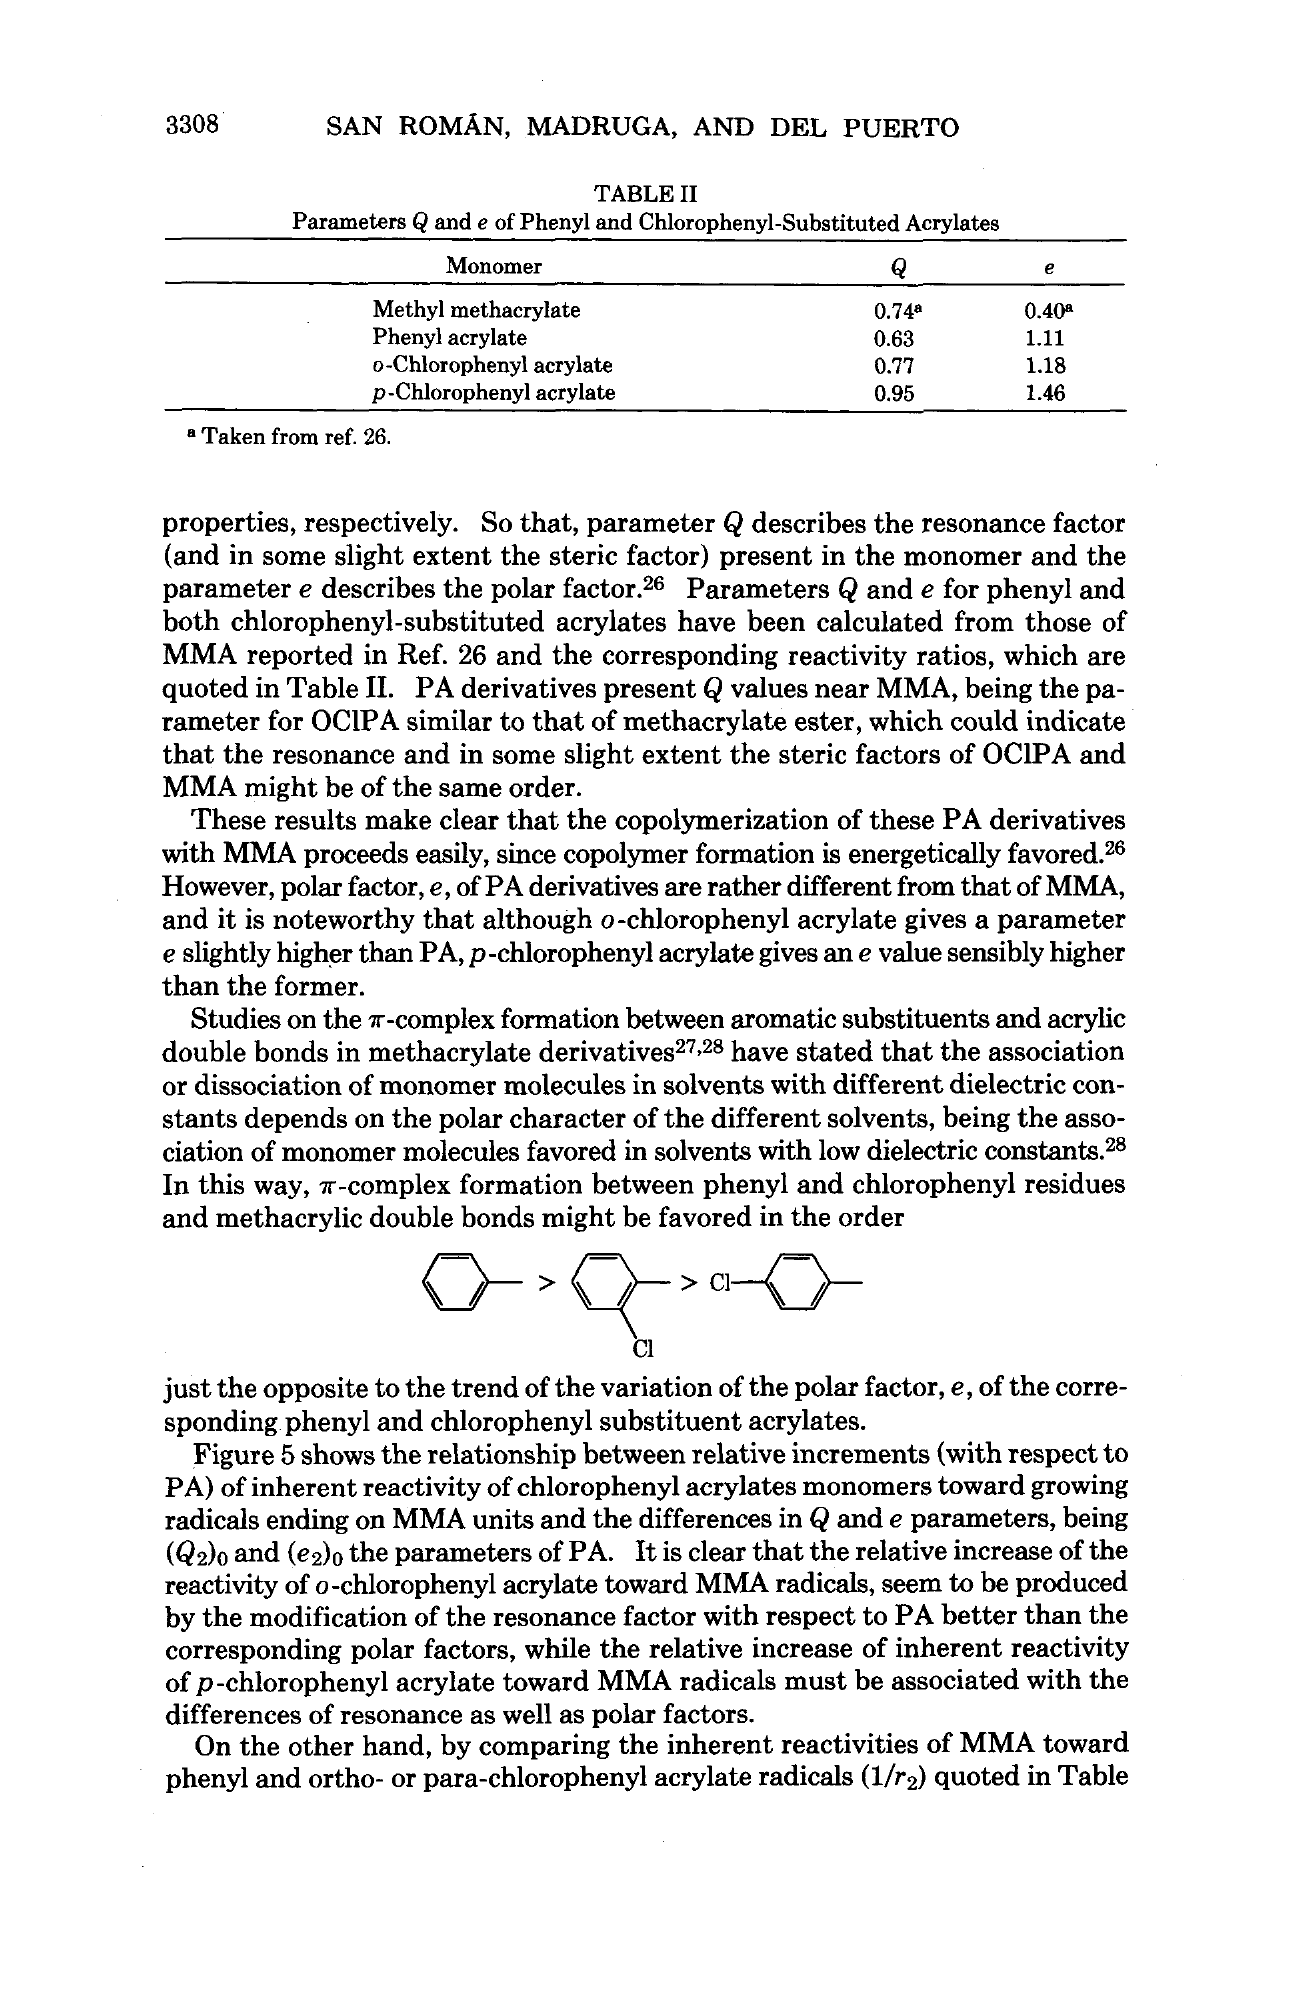 3308 SAN ROMÁN, MADRUGA, AND DEL PUERTO
TABLE II
Parameters Q and e of Phenyl and Chlorophenyl-Substituted Acrylates
Monomer Q e
Methyl methacrylate 0.74ᵃ 0.40ᵃ
Phenyl acrylate 0.63 1.11
o-Chlorophenyl acrylate 0.77 1.18
p-Chlorophenyl acrylate 0.95 1.46
ᵃ Taken from ref. 26.
properties, respectively. So that, parameter Q describes the resonance factor
(and in some slight extent the steric factor) present in the monomer and the
parameter e describes the polar factor.²⁶ Parameters Q and e for phenyl and
both chlorophenyl-substituted acrylates have been calculated from those of
MMA reported in Ref. 26 and the corresponding reactivity ratios, which are
quoted in Table II. PA derivatives present Q values near MMA, being the pa-
rameter for OClPA similar to that of methacrylate ester, which could indicate
that the resonance and in some slight extent the steric factors of OClPA and
MMA might be of the same order.
These results make clear that the copolymerization of these PA derivatives
with MMA proceeds easily, since copolymer formation is energetically favored.²⁶
However, polar factor, e, of PA derivatives are rather different from that of MMA,
and it is noteworthy that although o-chlorophenyl acrylate gives a parameter
e slightly higher than PA, p-chlorophenyl acrylate gives an e value sensibly higher
than the former.
Studies on the π-complex formation between aromatic substituents and acrylic
double bonds in methacrylate derivatives²⁷,²⁸ have stated that the association
or dissociation of monomer molecules in solvents with different dielectric con-
stants depends on the polar character of the different solvents, being the asso-
ciation of monomer molecules favored in solvents with low dielectric constants.²⁸
In this way, π-complex formation between phenyl and chlorophenyl residues
and methacrylic double bonds might be favored in the order
> > Cl
Cl
just the opposite to the trend of the variation of the polar factor, e, of the corre-
sponding phenyl and chlorophenyl substituent acrylates.
Figure 5 shows the relationship between relative increments (with respect to
PA) of inherent reactivity of chlorophenyl acrylates monomers toward growing
radicals ending on MMA units and the differences in Q and e parameters, being
(Q₂)₀ and (e₂)₀ the parameters of PA. It is clear that the relative increase of the
reactivity of o-chlorophenyl acrylate toward MMA radicals, seem to be produced
by the modification of the resonance factor with respect to PA better than the
corresponding polar factors, while the relative increase of inherent reactivity
of p-chlorophenyl acrylate toward MMA radicals must be associated with the
differences of resonance as well as polar factors.
On the other hand, by comparing the inherent reactivities of MMA toward
phenyl and ortho- or para-chlorophenyl acrylate radicals (1/r₂) quoted in Table